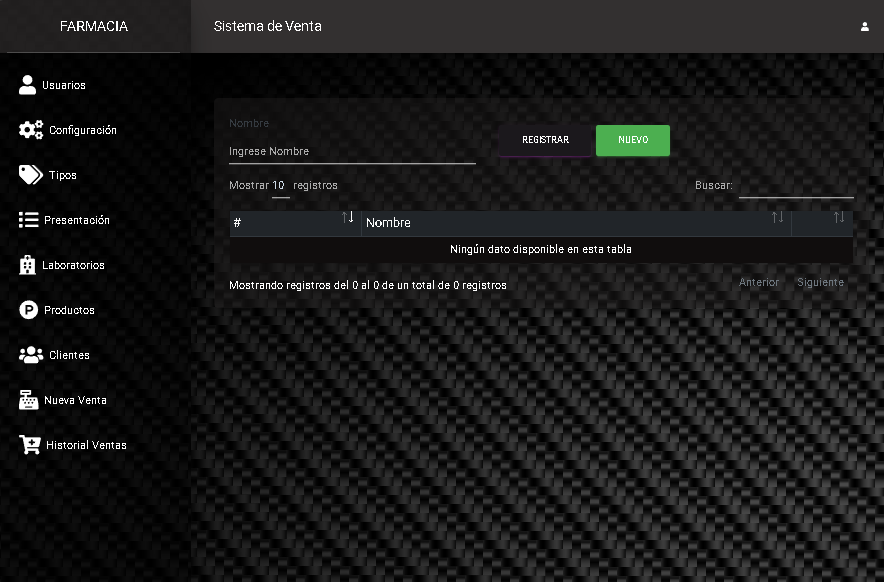 FARMACIA
Sistema de Venta
Usuarios
Configuración
Tipos
Presentación
Laboratorios
Productos
Clientes
Nueva Venta
Historial Ventas
Nombre
Ingrese Nombre
REGISTRAR
NUEVO
Mostrar 10 registros
Buscar:
# Nombre
Ningún dato disponible en esta tabla
Mostrando registros del 0 al 0 de un total de 0 registros
Anterior Siguiente